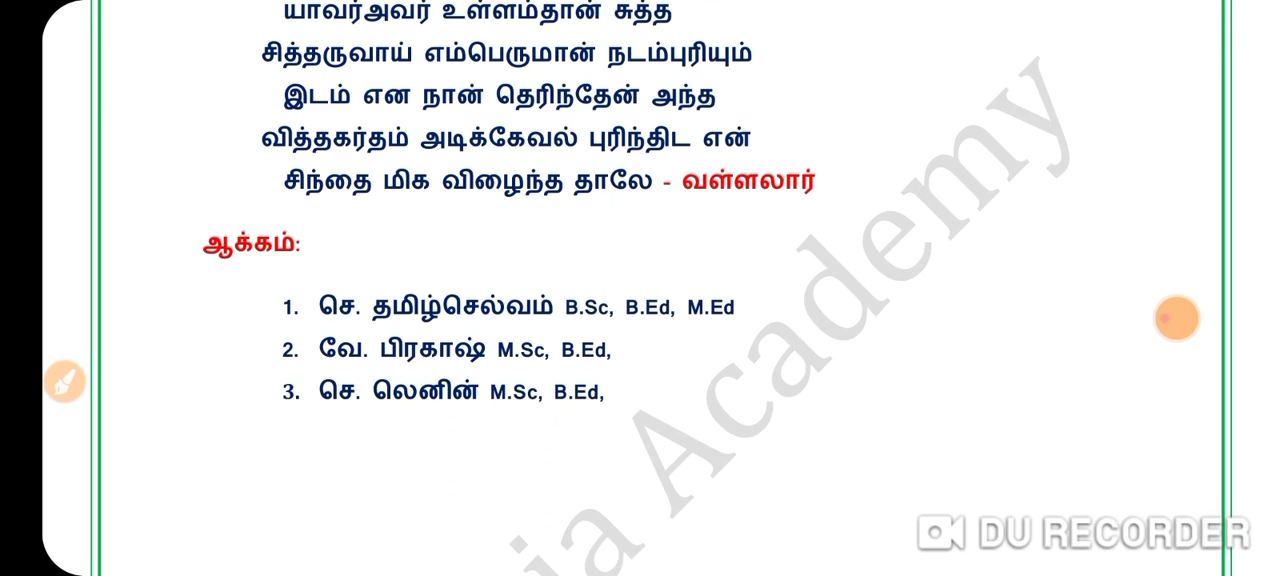 யாவர்அவர் உள்ளம்தான் சுத்த
சித்தருவாய் எம்பெருமான் நடம்புரியும்
இடம் என நான் தெரிந்தேன் அந்த
வித்தகர்தம் அடிக்கேவல் புரிந்திட என்
சிந்தை மிக விழைந்த தாலே - வள்ளலார்
ஆக்கம்:
1. செ. தமிழ்செல்வம் B.Sc, B.Ed, M.Ed
2. வே. பிரகாஷ் M.Sc, B.Ed,
3. செ. லெனின் M.Sc, B.Ed,
Academy
DU RECORDER